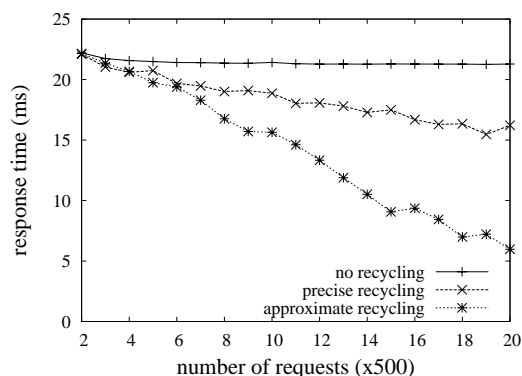 25
20
15
10
5
0
response time (ms)
no recycling
precise recycling
approximate recycling
2 4 6 8 10 12 14 16 18 20
number of requests (x500)